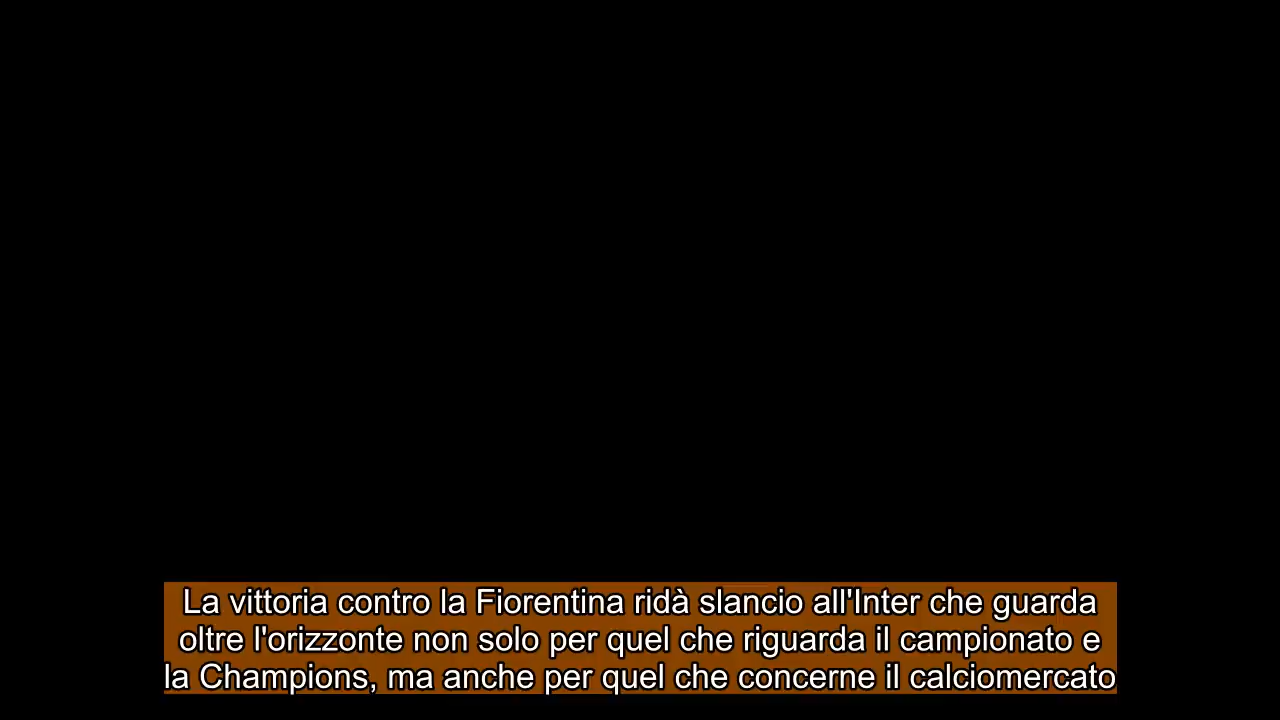 La vittoria contro la Fiorentina ridà slancio all'Inter che guarda
oltre l'orizzonte non solo per quel che riguarda il campionato e
la Champions, ma anche per quel che concerne il calciomercato